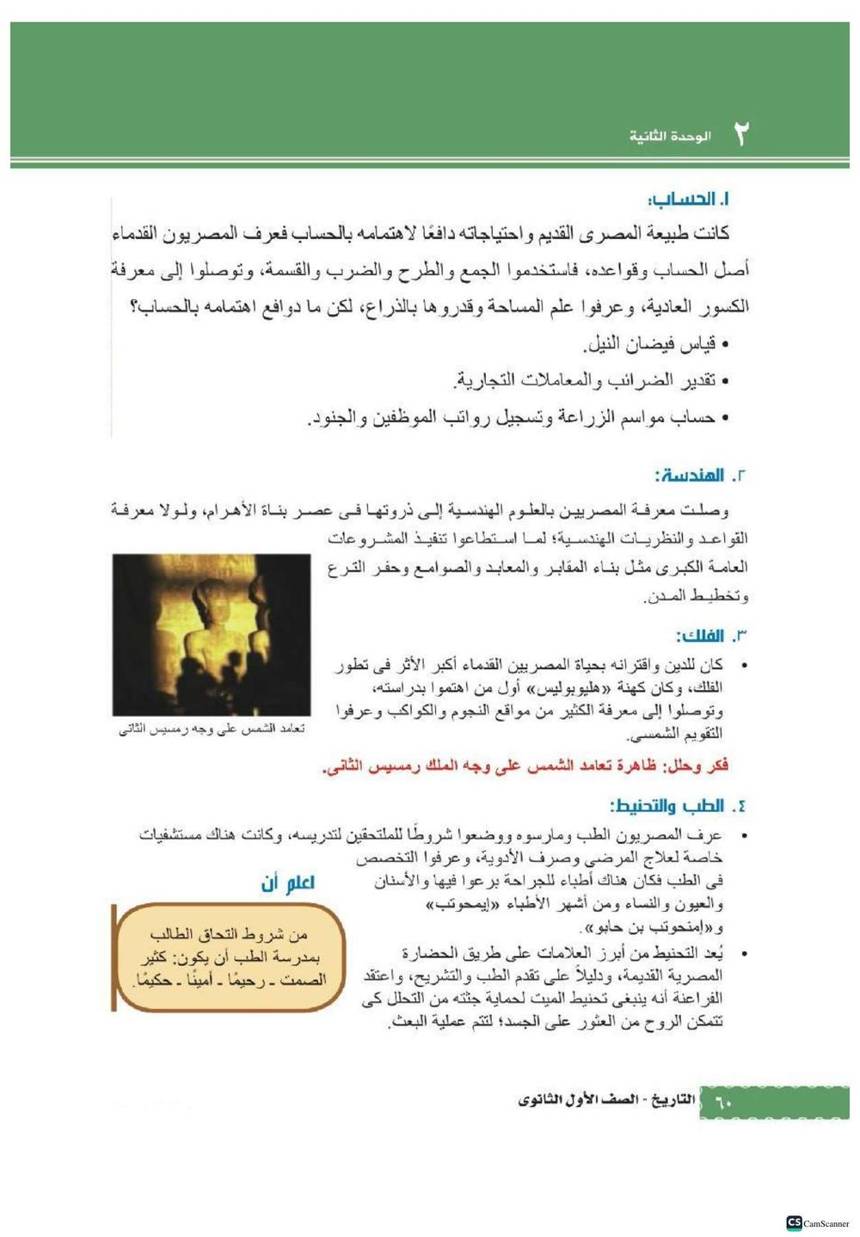 ٢ الوحدة الثانية
١. الحساب:
كانت طبيعة المصرى القديم واحتياجاته دافعًا لاهتمامه بالحساب فعرف المصريون القدماء
أصل الحساب وقواعده، فاستخدموا الجمع والطرح والضرب والقسمة، وتوصلوا إلى معرفة
الكسور العادية، وعرفوا علم المساحة وقدروها بالذراع، لكن ما دوافع اهتمامه بالحساب؟
• قياس فيضان النيل.
• تقدير الضرائب والمعاملات التجارية.
• حساب مواسم الزراعة وتسجيل رواتب الموظفين والجنود.
٢. الهندسة:
وصلت معرفة المصريين بالعلوم الهندسية إلى ذروتها فى عصر بناة الأهرام، ولولا معرفة
القواعد والنظريات الهندسية؛ لما استطاعوا تنفيذ المشروعات
العامة الكبرى مثل بناء المقابر والمعابد والصوامع وحفر الترع
وتخطيط المدن.
٣. الفلك:
• كان للدين واقترانه بحياة المصريين القدماء أكبر الأثر فى تطور
الفلك، وكان كهنة «هليوبوليس» أول من اهتموا بدراسته،
وتوصلوا إلى معرفة الكثير من مواقع النجوم والكواكب وعرفوا
التقويم الشمسى.
تعامد الشمس على وجه رمسيس الثانى
فكر وحلل: ظاهرة تعامد الشمس على وجه الملك رمسيس الثانى.
٤. الطب والتحنيط:
• عرف المصريون الطب ومارسوه ووضعوا شروطًا للملتحقين لتدريسه، وكانت هناك مستشفيات
خاصة لعلاج المرضى وصرف الأدوية، وعرفوا التخصص
فى الطب فكان هناك أطباء للجراحة برعوا فيها والأسنان
والعيون والنساء ومن أشهر الأطباء «إيمحوتب»
و«إمنحوتب بن حابو».
• يُعد التحنيط من أبرز العلامات على طريق الحضارة
المصرية القديمة، ودليلاً على تقدم الطب والتشريح، واعتقد
الفراعنة أنه ينبغى تحنيط الميت لحماية جثته من التحلل كى
تتمكن الروح من العثور على الجسد؛ لتتم عملية البعث.
اعلم أن
من شروط التحاق الطالب
بمدرسة الطب أن يكون: كثير
الصمت ـ رحيمًا ـ أمينًا ـ حكيمًا.
٦٠ التاريخ - الصف الأول الثانوى
CS CamScanner